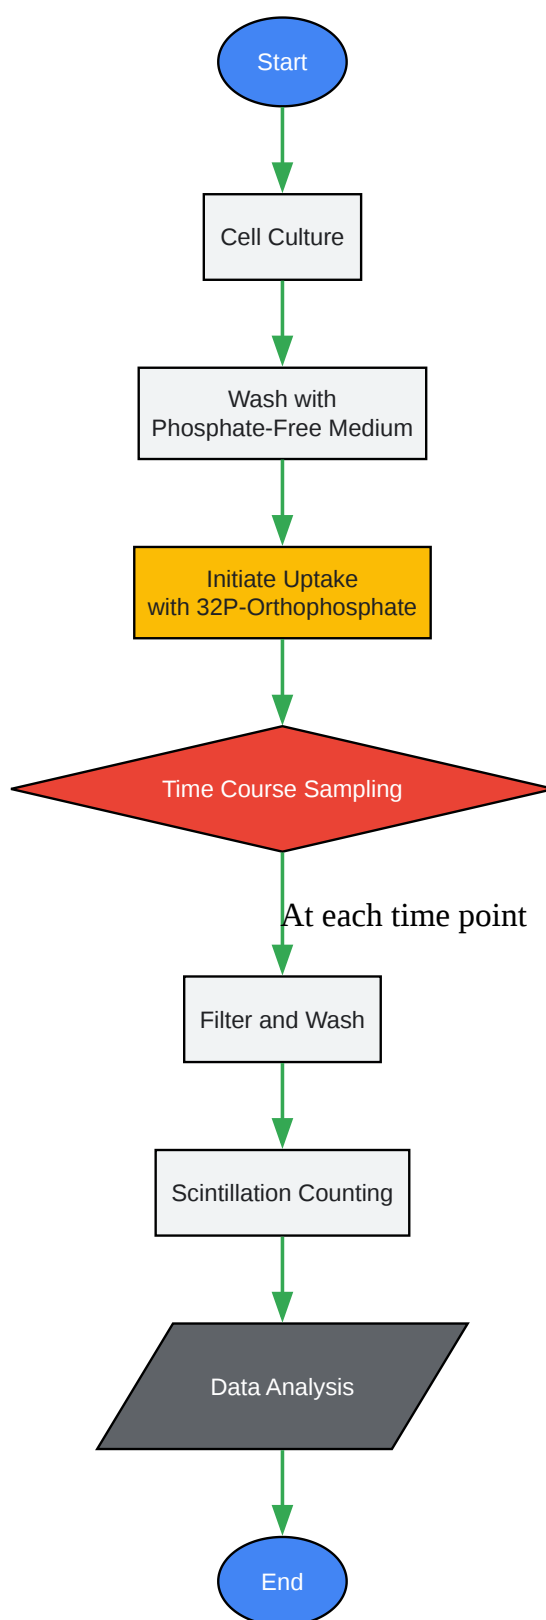 Start
Cell Culture
Wash with
Phosphate-Free Medium
Initiate Uptake
with 32P-Orthophosphate
Time Course Sampling
At each time point
Filter and Wash
Scintillation Counting
Data Analysis
End